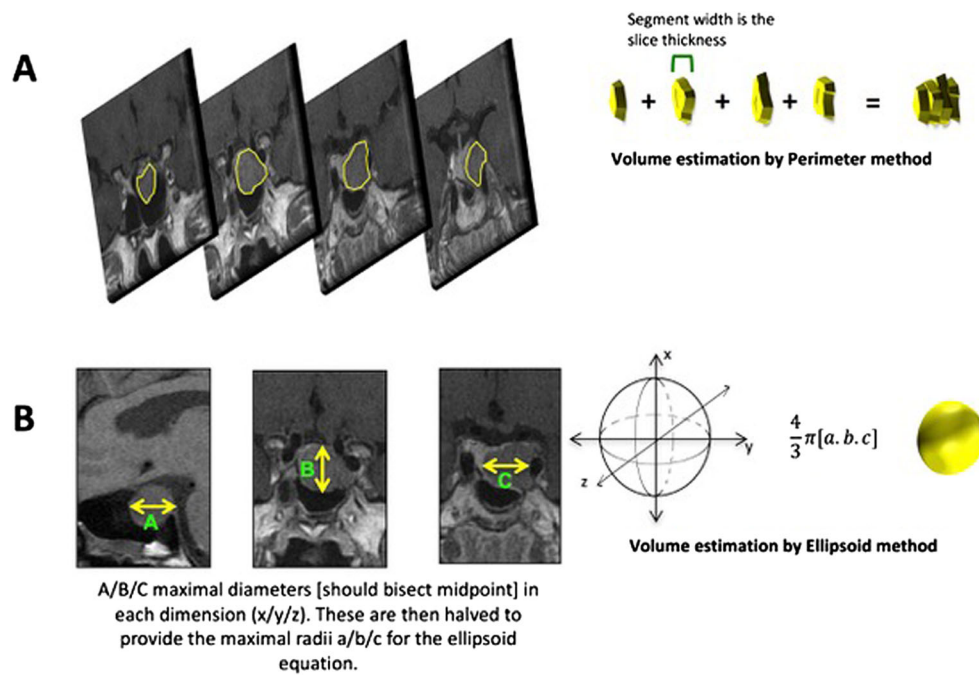 A
Segment width is the
slice thickness
+ + + =
Volume estimation by Perimeter method
B
A
B
C
x
y
z
4/3 π[a.b.c]
Volume estimation by Ellipsoid method
A/B/C maximal diameters [should bisect midpoint] in
each dimension (x/y/z). These are then halved to
provide the maximal radii a/b/c for the ellipsoid
equation.